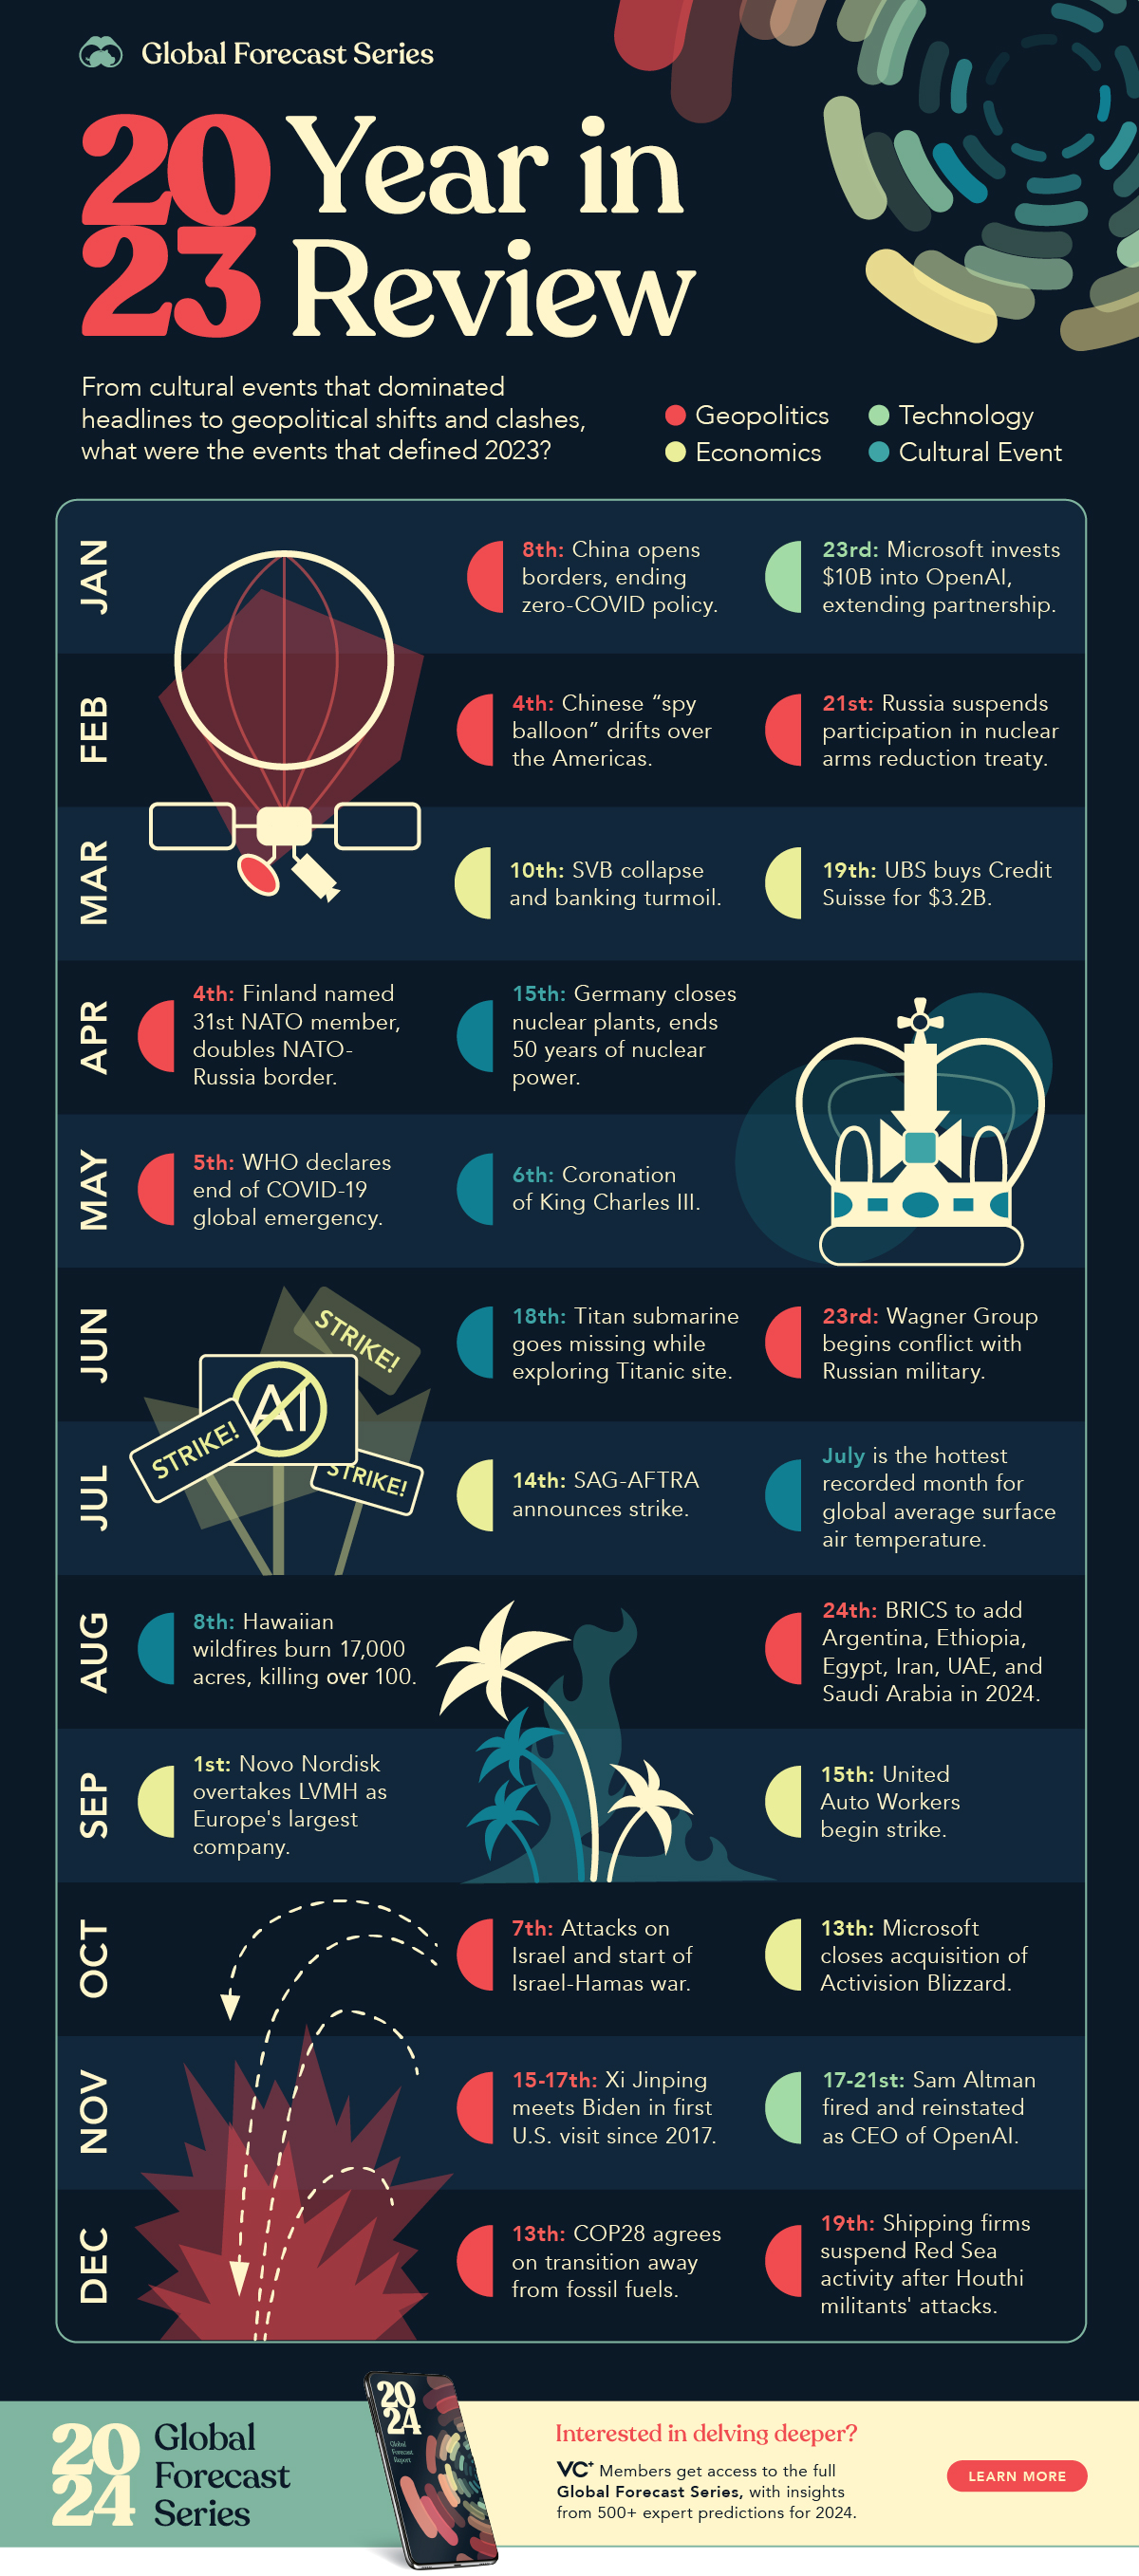 Global Forecast Series
20
23
Year in
Review
From cultural events that dominated
headlines to geopolitical shifts and clashes,
what were the events that defined 2023?
Geopolitics
Technology
Economics
Cultural Event
JAN
8th: China opens
borders, ending
zero-COVID policy.
23rd: Microsoft invests
$10B into OpenAI,
extending partnership.
FEB
4th: Chinese “spy
balloon” drifts over
the Americas.
21st: Russia suspends
participation in nuclear
arms reduction treaty.
MAR
10th: SVB collapse
and banking turmoil.
19th: UBS buys Credit
Suisse for $3.2B.
APR
4th: Finland named
31st NATO member,
doubles NATO-
Russia border.
15th: Germany closes
nuclear plants, ends
50 years of nuclear
power.
MAY
5th: WHO declares
end of COVID-19
global emergency.
6th: Coronation
of King Charles III.
JUN
STRIKE!
AI
STRIKE!
STRIKE!
18th: Titan submarine
goes missing while
exploring Titanic site.
23rd: Wagner Group
begins conflict with
Russian military.
JUL
14th: SAG-AFTRA
announces strike.
July is the hottest
recorded month for
global average surface
air temperature.
AUG
8th: Hawaiian
wildfires burn 17,000
acres, killing over 100.
24th: BRICS to add
Argentina, Ethiopia,
Egypt, Iran, UAE, and
Saudi Arabia in 2024.
SEP
1st: Novo Nordisk
overtakes LVMH as
Europe's largest
company.
15th: United
Auto Workers
begin strike.
OCT
7th: Attacks on
Israel and start of
Israel-Hamas war.
13th: Microsoft
closes acquisition of
Activision Blizzard.
NOV
15-17th: Xi Jinping
meets Biden in first
U.S. visit since 2017.
17-21st: Sam Altman
fired and reinstated
as CEO of OpenAI.
DEC
13th: COP28 agrees
on transition away
from fossil fuels.
19th: Shipping firms
suspend Red Sea
activity after Houthi
militants' attacks.
20
24
Global
Forecast
Series
20
24
Global
Forecast
Report
Interested in delving deeper?
VC+ Members get access to the full
Global Forecast Series, with insights
from 500+ expert predictions for 2024.
LEARN MORE